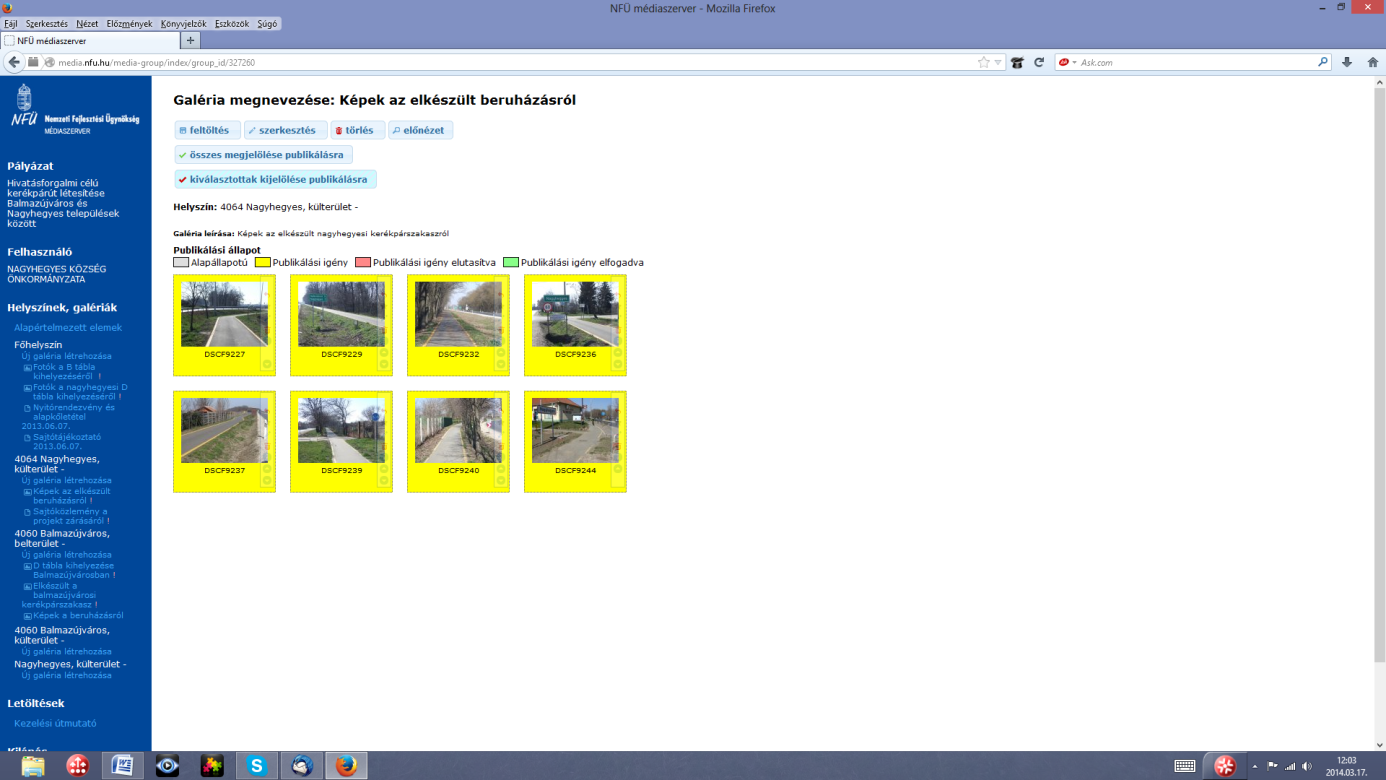 NFÜ médiaszerver - Mozilla Firefox
Fájl Szerkesztés Nézet Előzmények Könyvjelzők Eszközök Súgó
NFÜ médiaszerver
media.nfu.hu/media-group/index/group_id/327260
Ask.com
NFÜ Nemzeti Fejlesztési Ügynökség
MÉDIASZERVER
Pályázat
Hivatásforgalmi célú
kerékpárút létesítése
Balmazújváros és
Nagyhegyes települések
között
Felhasználó
NAGYHEGYES KÖZSÉG
ÖNKORMÁNYZATA
Helyszínek, galériák
Alapértelmezett elemek
Főhelyszín
Új galéria létrehozása
Fotók a B tábla
kihelyezéséről !
Fotók a nagyhegyesi D
tábla kihelyezéséről !
Nyitórendezvény és
alapkőletétel
2013.06.07.
Sajtótájékoztató
2013.06.07.
4064 Nagyhegyes,
külterület -
Új galéria létrehozása
Képek az elkészült
beruházásról !
Sajtóközlemény a
projekt zárásáról !
4060 Balmazújváros,
belterület -
Új galéria létrehozása
D tábla kihelyezése
Balmazújvárosban !
Elkészült a
balmazújvárosi
kerékpárszakasz !
Képek a beruházásról
4060 Balmazújváros,
külterület -
Új galéria létrehozása
Nagyhegyes, külterület -
Új galéria létrehozása
Letöltések
Kezelési útmutató
Kilépés
Galéria megnevezése: Képek az elkészült beruházásról
feltöltés szerkesztés törlés előnézet
összes megjelölése publikálásra
kiválasztottak kijelölése publikálásra
Helyszín: 4064 Nagyhegyes, külterület -
Galéria leírása: Képek az elkészült nagyhegyesi kerékpárszakaszról
Publikálási állapot
Alapállapotú Publikálási igény Publikálási igény elutasítva Publikálási igény elfogadva
DSCF9227 DSCF9229 DSCF9232 DSCF9236
DSCF9237 DSCF9239 DSCF9240 DSCF9244
12:03
2014.03.17.